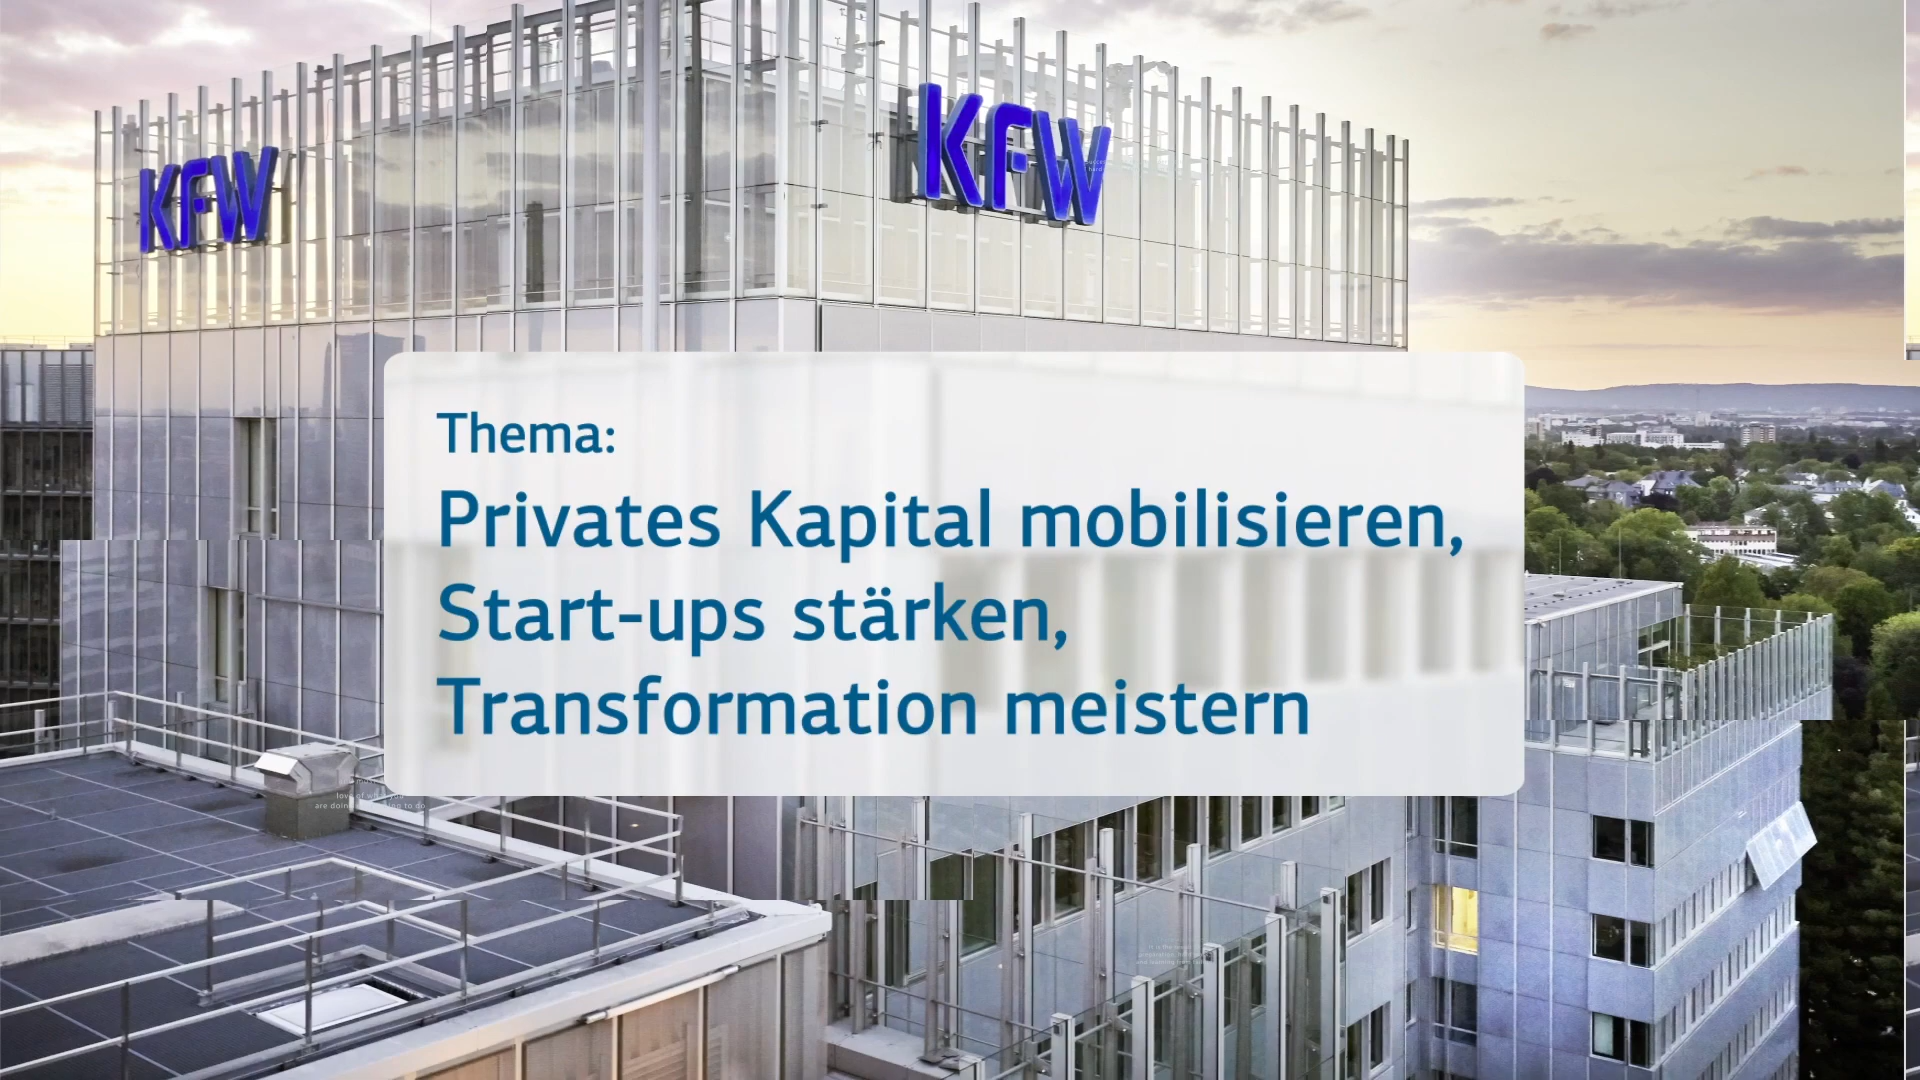 KFW
KFW
Thema:
Privates Kapital mobilisieren,
Start-ups stärken,
Transformation meistern